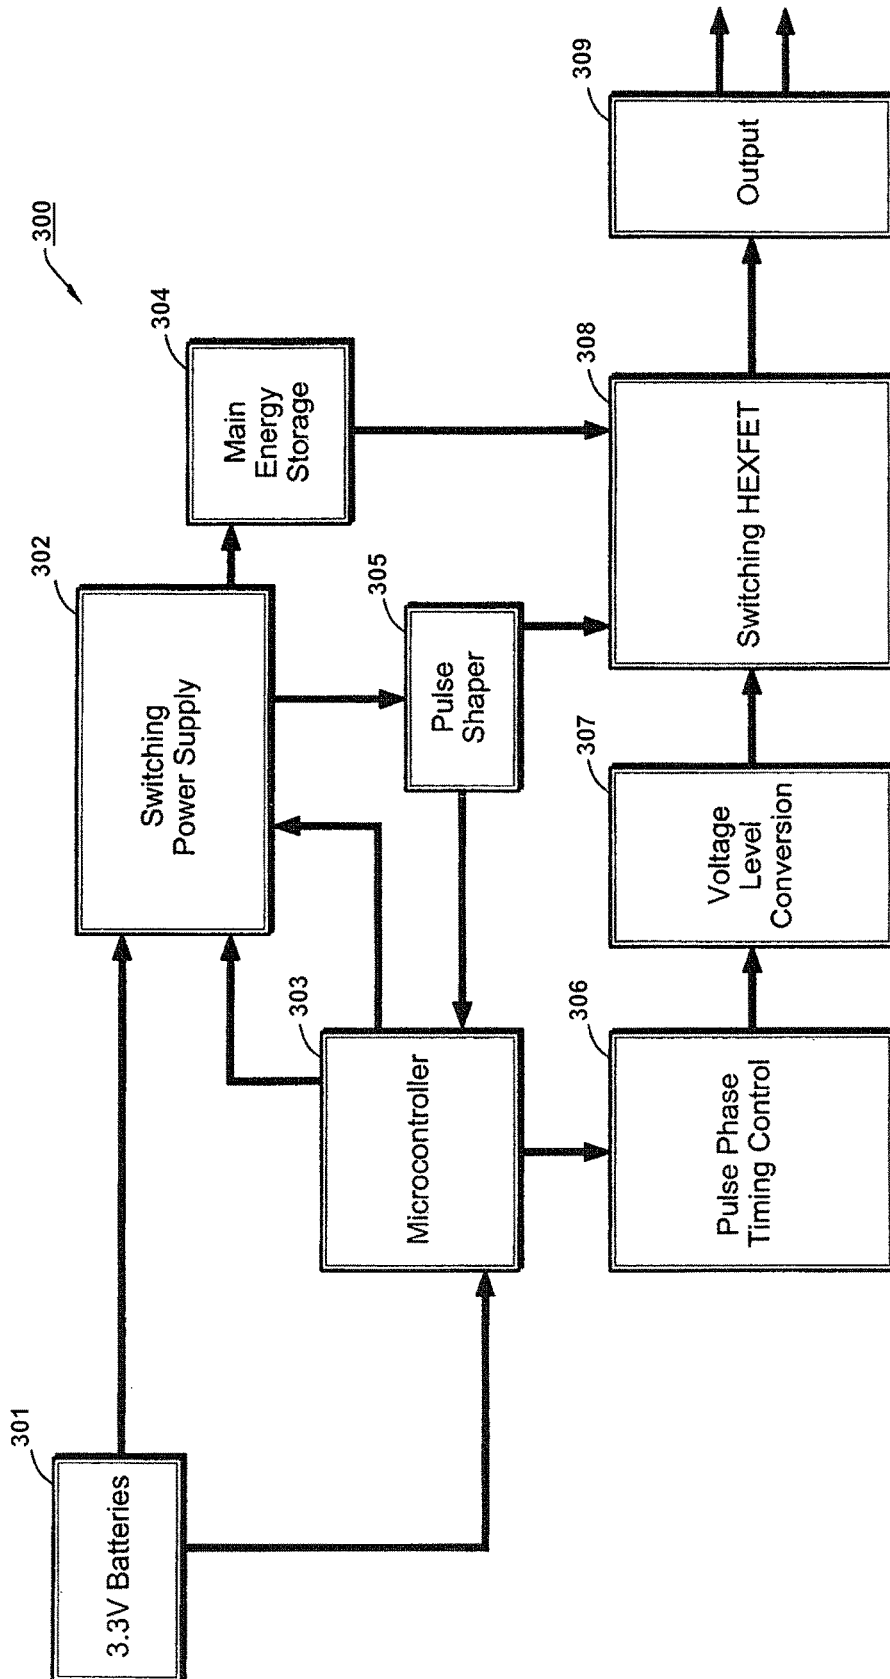 300
301
3.3V Batteries
302
Switching
Power Supply
303
Microcontroller
304
Main
Energy
Storage
305
Pulse
Shaper
306
Pulse Phase
Timing Control
307
Voltage
Level
Conversion
308
Switching HEXFET
309
Output